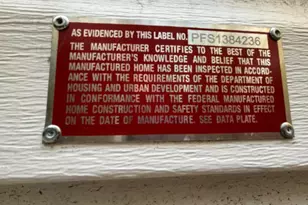 AS EVIDENCED BY THIS LABEL NO. PFS1384236
THE MANUFACTURER CERTIFIES TO THE BEST OF THE
MANUFACTURER'S KNOWLEDGE AND BELIEF THAT THIS
MANUFACTURED HOME HAS BEEN INSPECTED IN ACCORD-
ANCE WITH THE REQUIREMENTS OF THE DEPARTMENT OF
HOUSING AND URBAN DEVELOPMENT AND IS CONSTRUCTED
IN CONFORMANCE WITH THE FEDERAL MANUFACTURED
HOME CONSTRUCTION AND SAFETY STANDARDS IN EFFECT
ON THE DATE OF MANUFACTURE. SEE DATA PLATE.